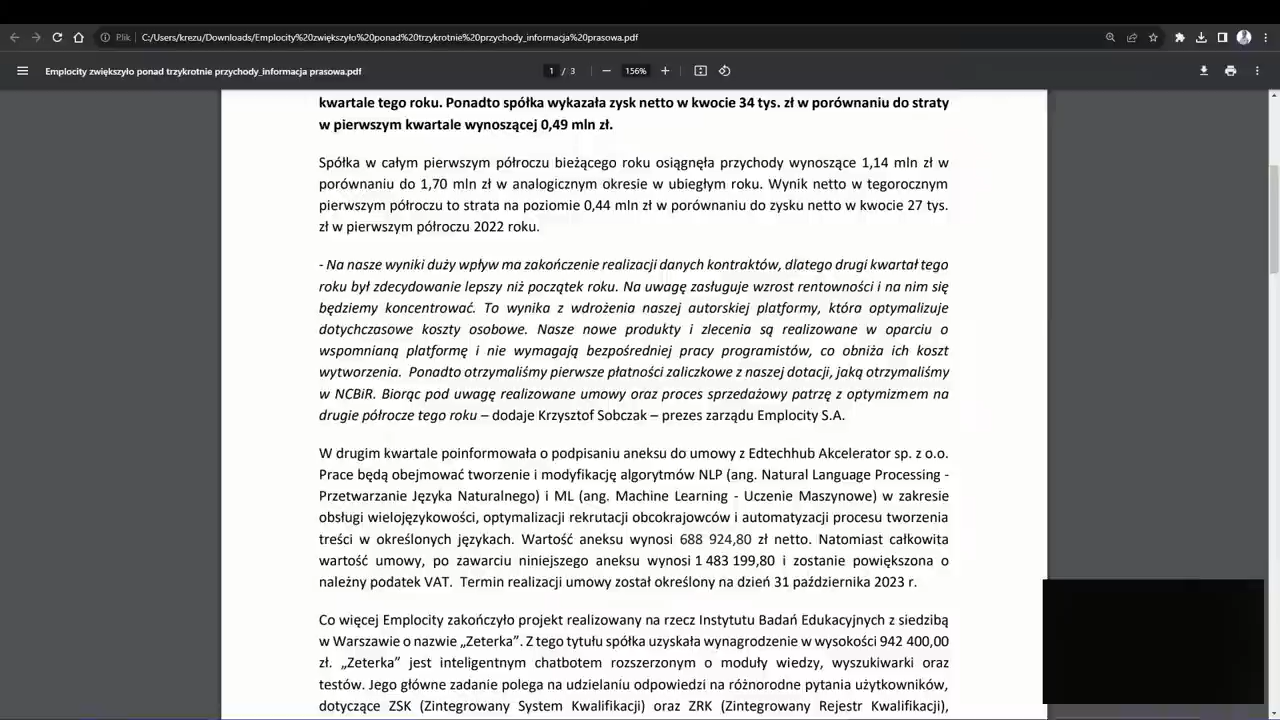 Plik
C:/Users/krezu/Downloads/Emplocity%20zwiększyło%20ponad%20trzykrotnie%20przychody_informacja%20prasowa.pdf
Emplocity zwiększyło ponad trzykrotnie przychody_informacja prasowa.pdf
1 / 3
156%
kwartale tego roku. Ponadto spółka wykazała zysk netto w kwocie 34 tys. zł w porównaniu do straty
w pierwszym kwartale wynoszącej 0,49 mln zł.
Spółka w całym pierwszym półroczu bieżącego roku osiągnęła przychody wynoszące 1,14 mln zł w
porównaniu do 1,70 mln zł w analogicznym okresie w ubiegłym roku. Wynik netto w tegorocznym
pierwszym półroczu to strata na poziomie 0,44 mln zł w porównaniu do zysku netto w kwocie 27 tys.
zł w pierwszym półroczu 2022 roku.
- Na nasze wyniki duży wpływ ma zakończenie realizacji danych kontraktów, dlatego drugi kwartał tego
roku był zdecydowanie lepszy niż początek roku. Na uwagę zasługuje wzrost rentowności i na nim się
będziemy koncentrować. To wynika z wdrożenia naszej autorskiej platformy, która optymalizuje
dotychczasowe koszty osobowe. Nasze nowe produkty i zlecenia są realizowane w oparciu o
wspomnianą platformę i nie wymagają bezpośredniej pracy programistów, co obniża ich koszt
wytworzenia. Ponadto otrzymaliśmy pierwsze płatności zaliczkowe z naszej dotacji, jaką otrzymaliśmy
w NCBiR. Biorąc pod uwagę realizowane umowy oraz proces sprzedażowy patrzę z optymizmem na
drugie półrocze tego roku – dodaje Krzysztof Sobczak – prezes zarządu Emplocity S.A.
W drugim kwartale poinformowała o podpisaniu aneksu do umowy z Edtechhub Akcelerator sp. z o.o.
Prace będą obejmować tworzenie i modyfikację algorytmów NLP (ang. Natural Language Processing -
Przetwarzanie Języka Naturalnego) i ML (ang. Machine Learning - Uczenie Maszynowe) w zakresie
obsługi wielojęzykowości, optymalizacji rekrutacji obcokrajowców i automatyzacji procesu tworzenia
treści w określonych językach. Wartość aneksu wynosi 688 924,80 zł netto. Natomiast całkowita
wartość umowy, po zawarciu niniejszego aneksu wynosi 1 483 199,80 i zostanie powiększona o
należny podatek VAT. Termin realizacji umowy został określony na dzień 31 października 2023 r.
Co więcej Emplocity zakończyło projekt realizowany na rzecz Instytutu Badań Edukacyjnych z siedzibą
w Warszawie o nazwie „Zeterka”. Z tego tytułu spółka uzyskała wynagrodzenie w wysokości 942 400,00
zł. „Zeterka” jest inteligentnym chatbotem rozszerzonym o moduły wiedzy, wyszukiwarki oraz
testów. Jego główne zadanie polega na udzielaniu odpowiedzi na różnorodne pytania użytkowników,
dotyczące ZSK (Zintegrowany System Kwalifikacji) oraz ZRK (Zintegrowany Rejestr Kwalifikacji),